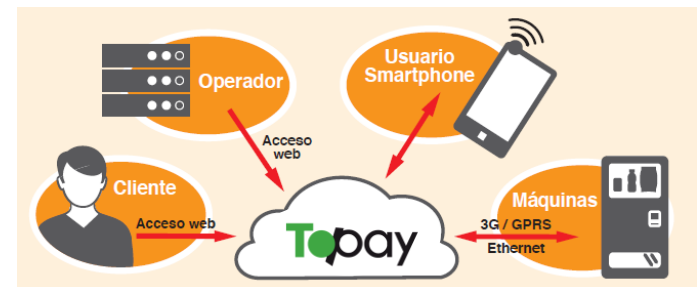 Operador
Usuario
Smartphone
Acceso
web
Cliente
Acceso web
Topay
Máquinas
3G / GPRS
Ethernet